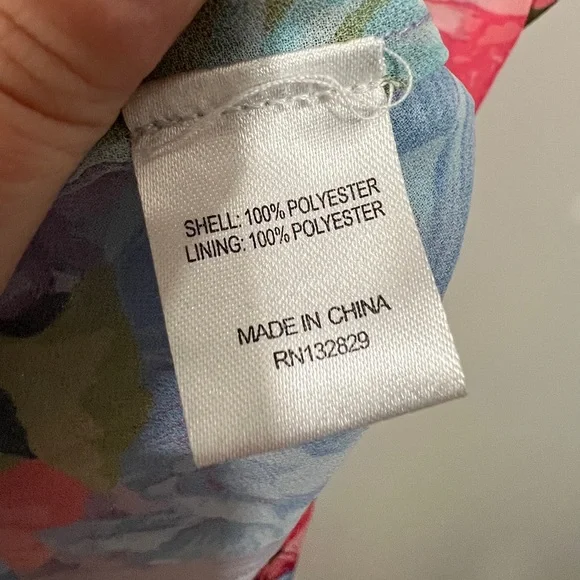 SHELL: 100% POLYESTER
LINING: 100% POLYESTER
MADE IN CHINA
RN132829